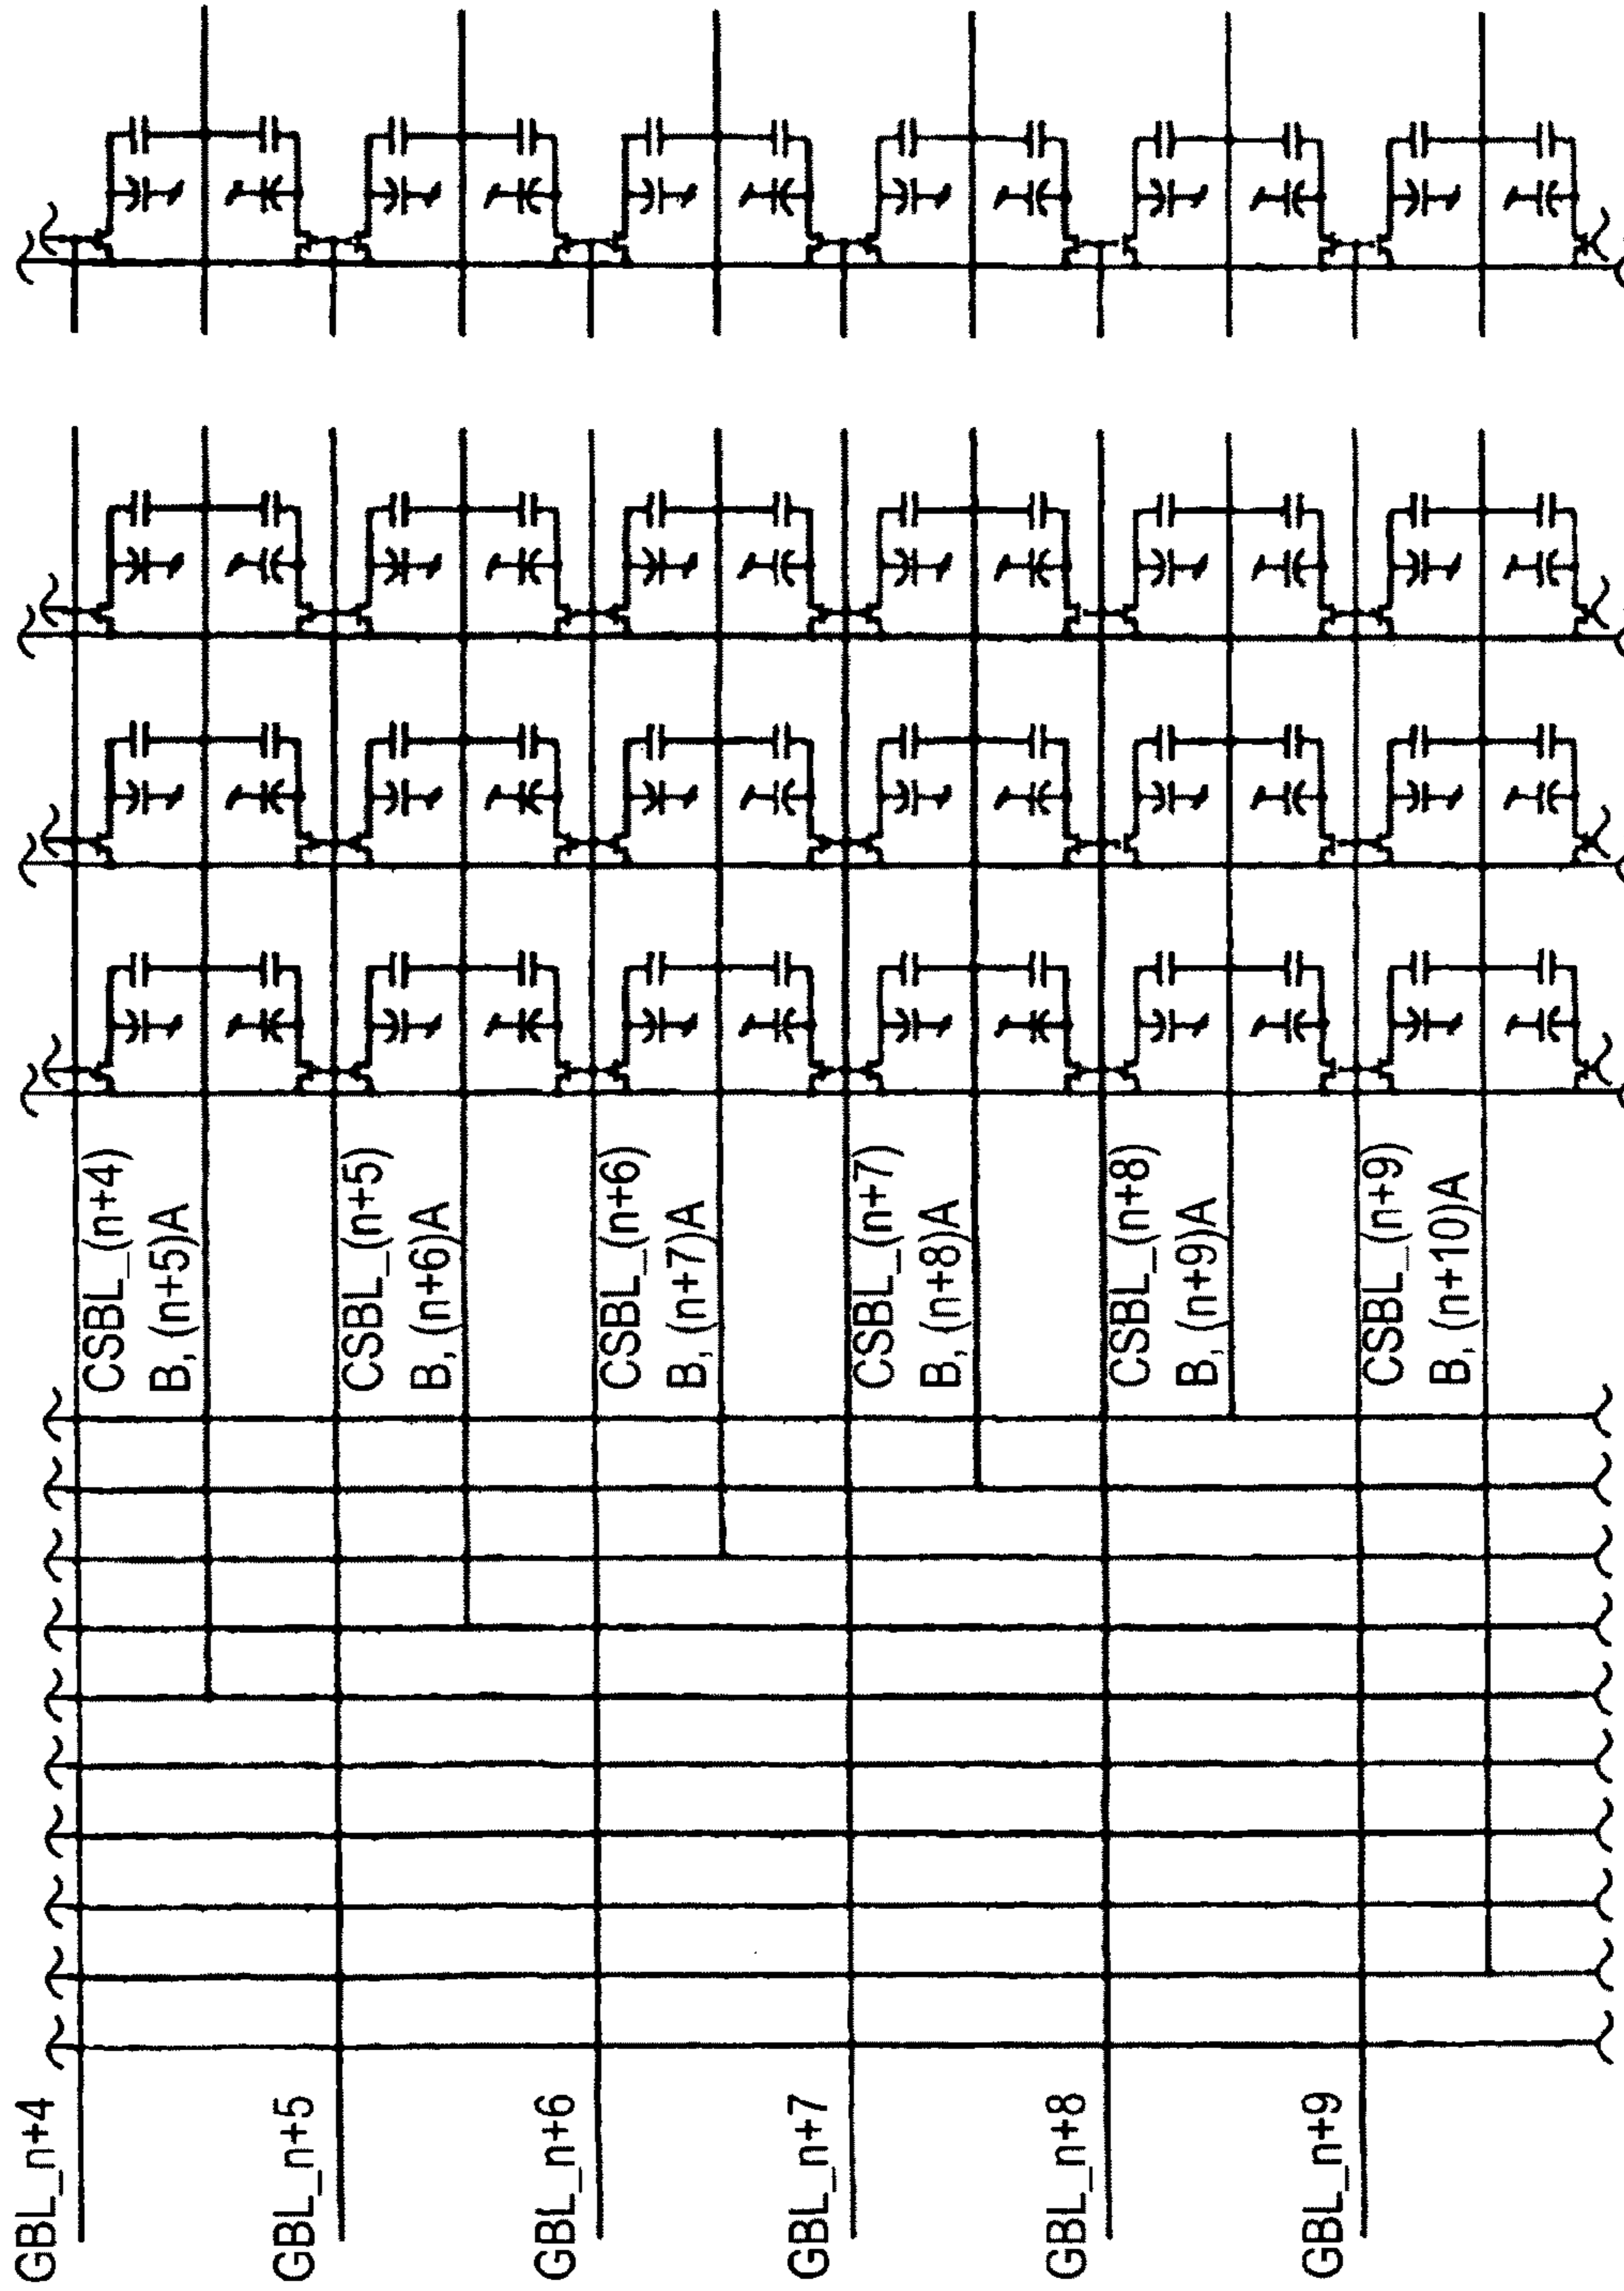 GBL_n+4
CSBL_(n+4)
B, (n+5)A
GBL_n+5
CSBL_(n+5)
B, (n+6)A
GBL_n+6
CSBL_(n+6)
B, (n+7)A
GBL_n+7
CSBL_(n+7)
B, (n+8)A
GBL_n+8
CSBL_(n+8)
B, (n+9)A
GBL_n+9
CSBL_(n+9)
B, (n+10)A